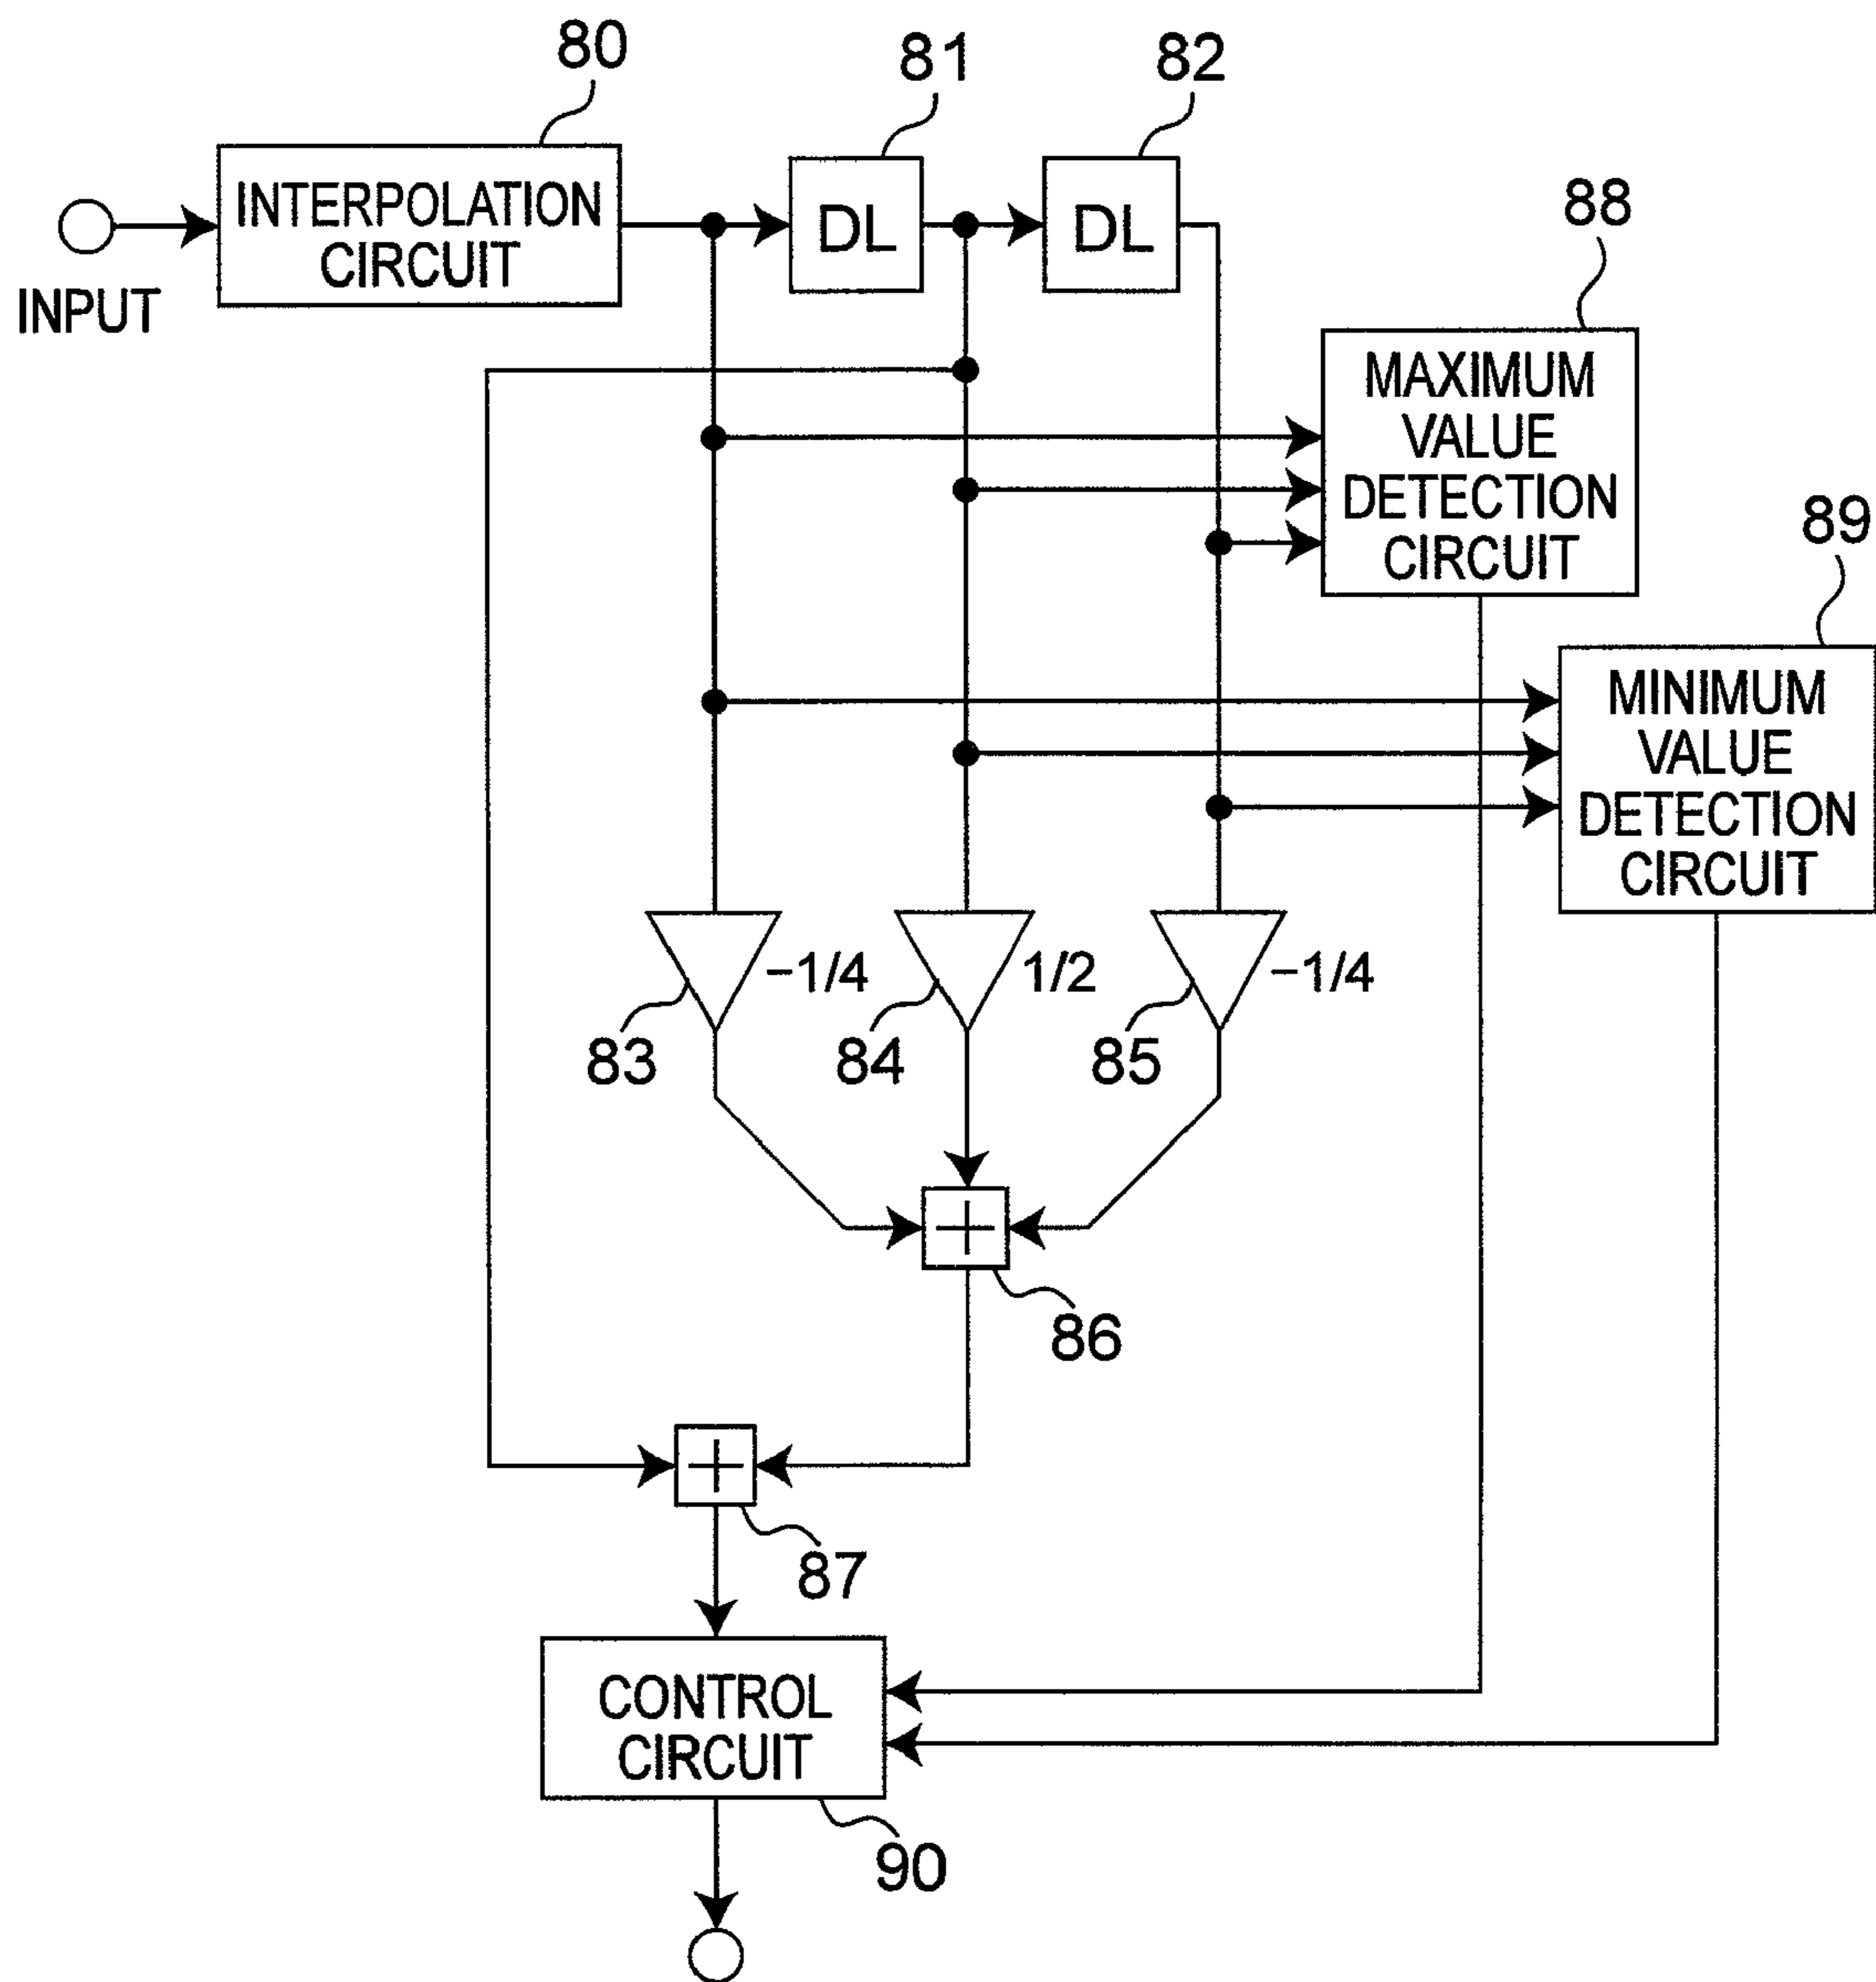 80
81
82
INTERPOLATION
CIRCUIT
DL
DL
INPUT
88
MAXIMUM
VALUE
DETECTION
CIRCUIT
89
MINIMUM
VALUE
DETECTION
CIRCUIT
−1/4
1/2
−1/4
83
84
85
+
86
+
87
CONTROL
CIRCUIT
90